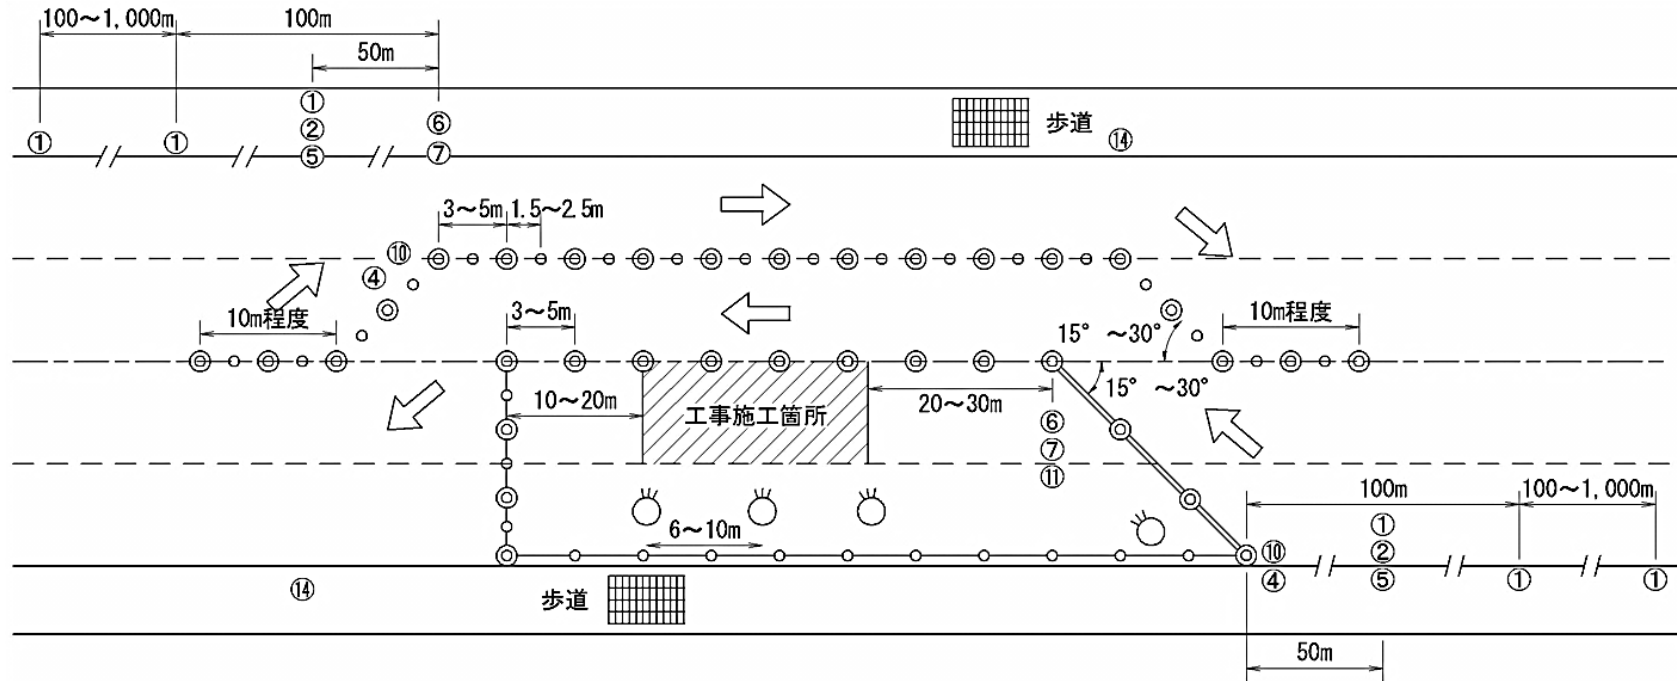 100～1,000m
100m
50m
①
①
①
②
⑤
⑥
⑦
歩道
⑭
3～5m
1.5～2.5m
⑩
④
10m程度
3～5m
15° ～30°
10m程度
15° ～30°
10～20m
工事施工箇所
20～30m
⑥
⑦
⑪
100m
100～1,000m
6～10m
①
②
⑤
⑩
④
①
①
⑭
歩道
50m